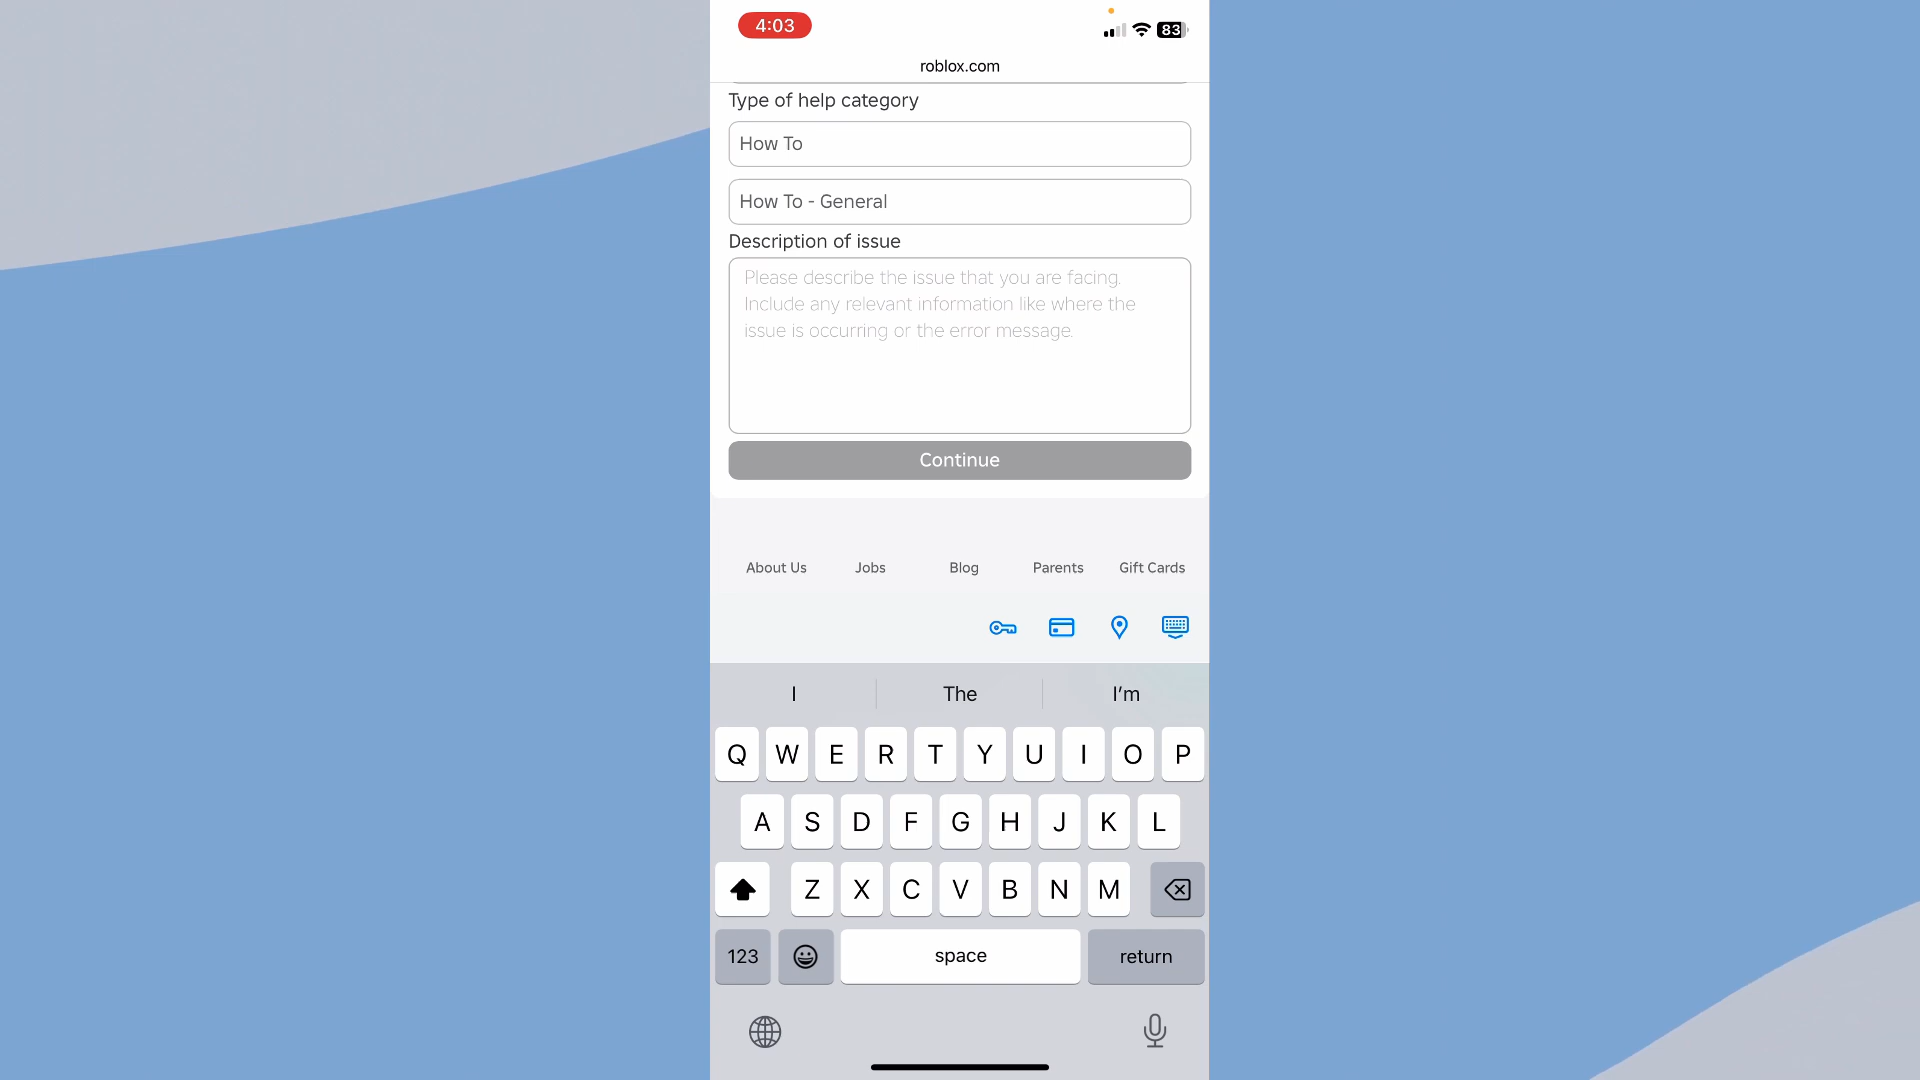 4:03
83
roblox.com
Type of help category
How To
How To - General
Description of issue
Please describe the issue that you are facing.
Include any relevant information like where the
issue is occurring or the error message.
Continue
About Us Jobs Blog Parents Gift Cards
I The I'm
Q W E R T Y U I O P
A S D F G H J K L
Z X C V B N M
123 space return